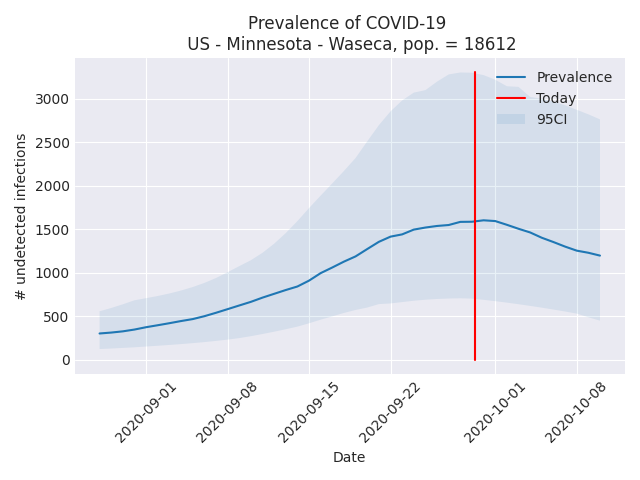 Prevalence of COVID-19
US - Minnesota - Waseca, pop. = 18612
Prevalence
Today
95CI
# undetected infections
3000
2500
2000
1500
1000
500
0
2020-09-01
2020-09-08
2020-09-15
2020-09-22
2020-10-01
2020-10-08
Date